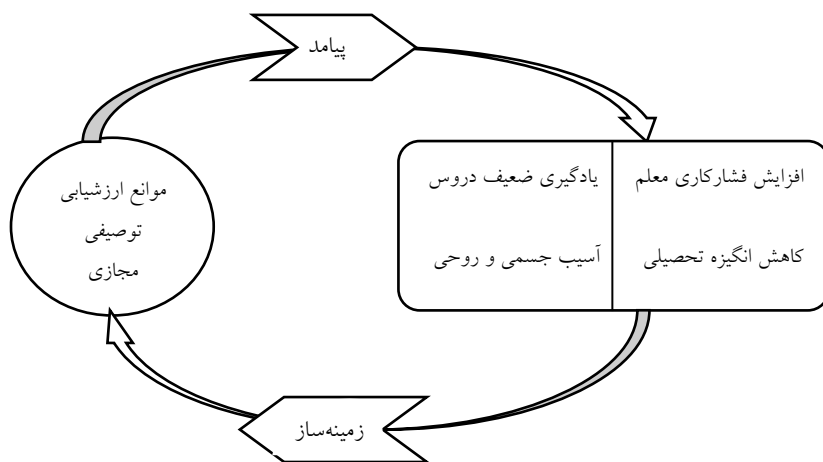 پیامد
افزایش فشارکاری معلم
یادگیری ضعیف دروس
کاهش انگیزه تحصیلی
آسیب جسمی و روحی
موانع ارزشیابی
توصیفی
مجازی
زمینه‌ساز